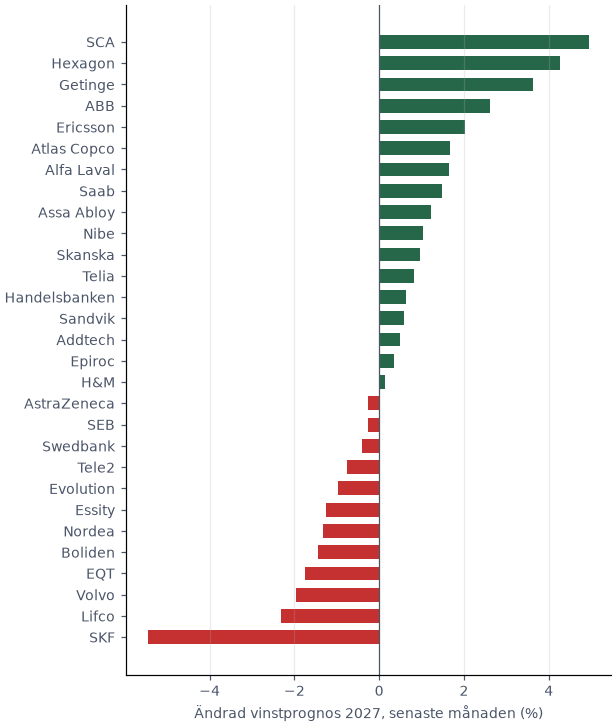 SCA
Hexagon
Getinge
ABB
Ericsson
Atlas Copco
Alfa Laval
Saab
Assa Abloy
Nibe
Skanska
Telia
Handelsbanken
Sandvik
Addtech
Epiroc
H&M
AstraZeneca
SEB
Swedbank
Tele2
Evolution
Essity
Nordea
Boliden
EQT
Volvo
Lifco
SKF
−4 −2 0 2 4
Ändrad vinstprognos 2027, senaste månaden (%)